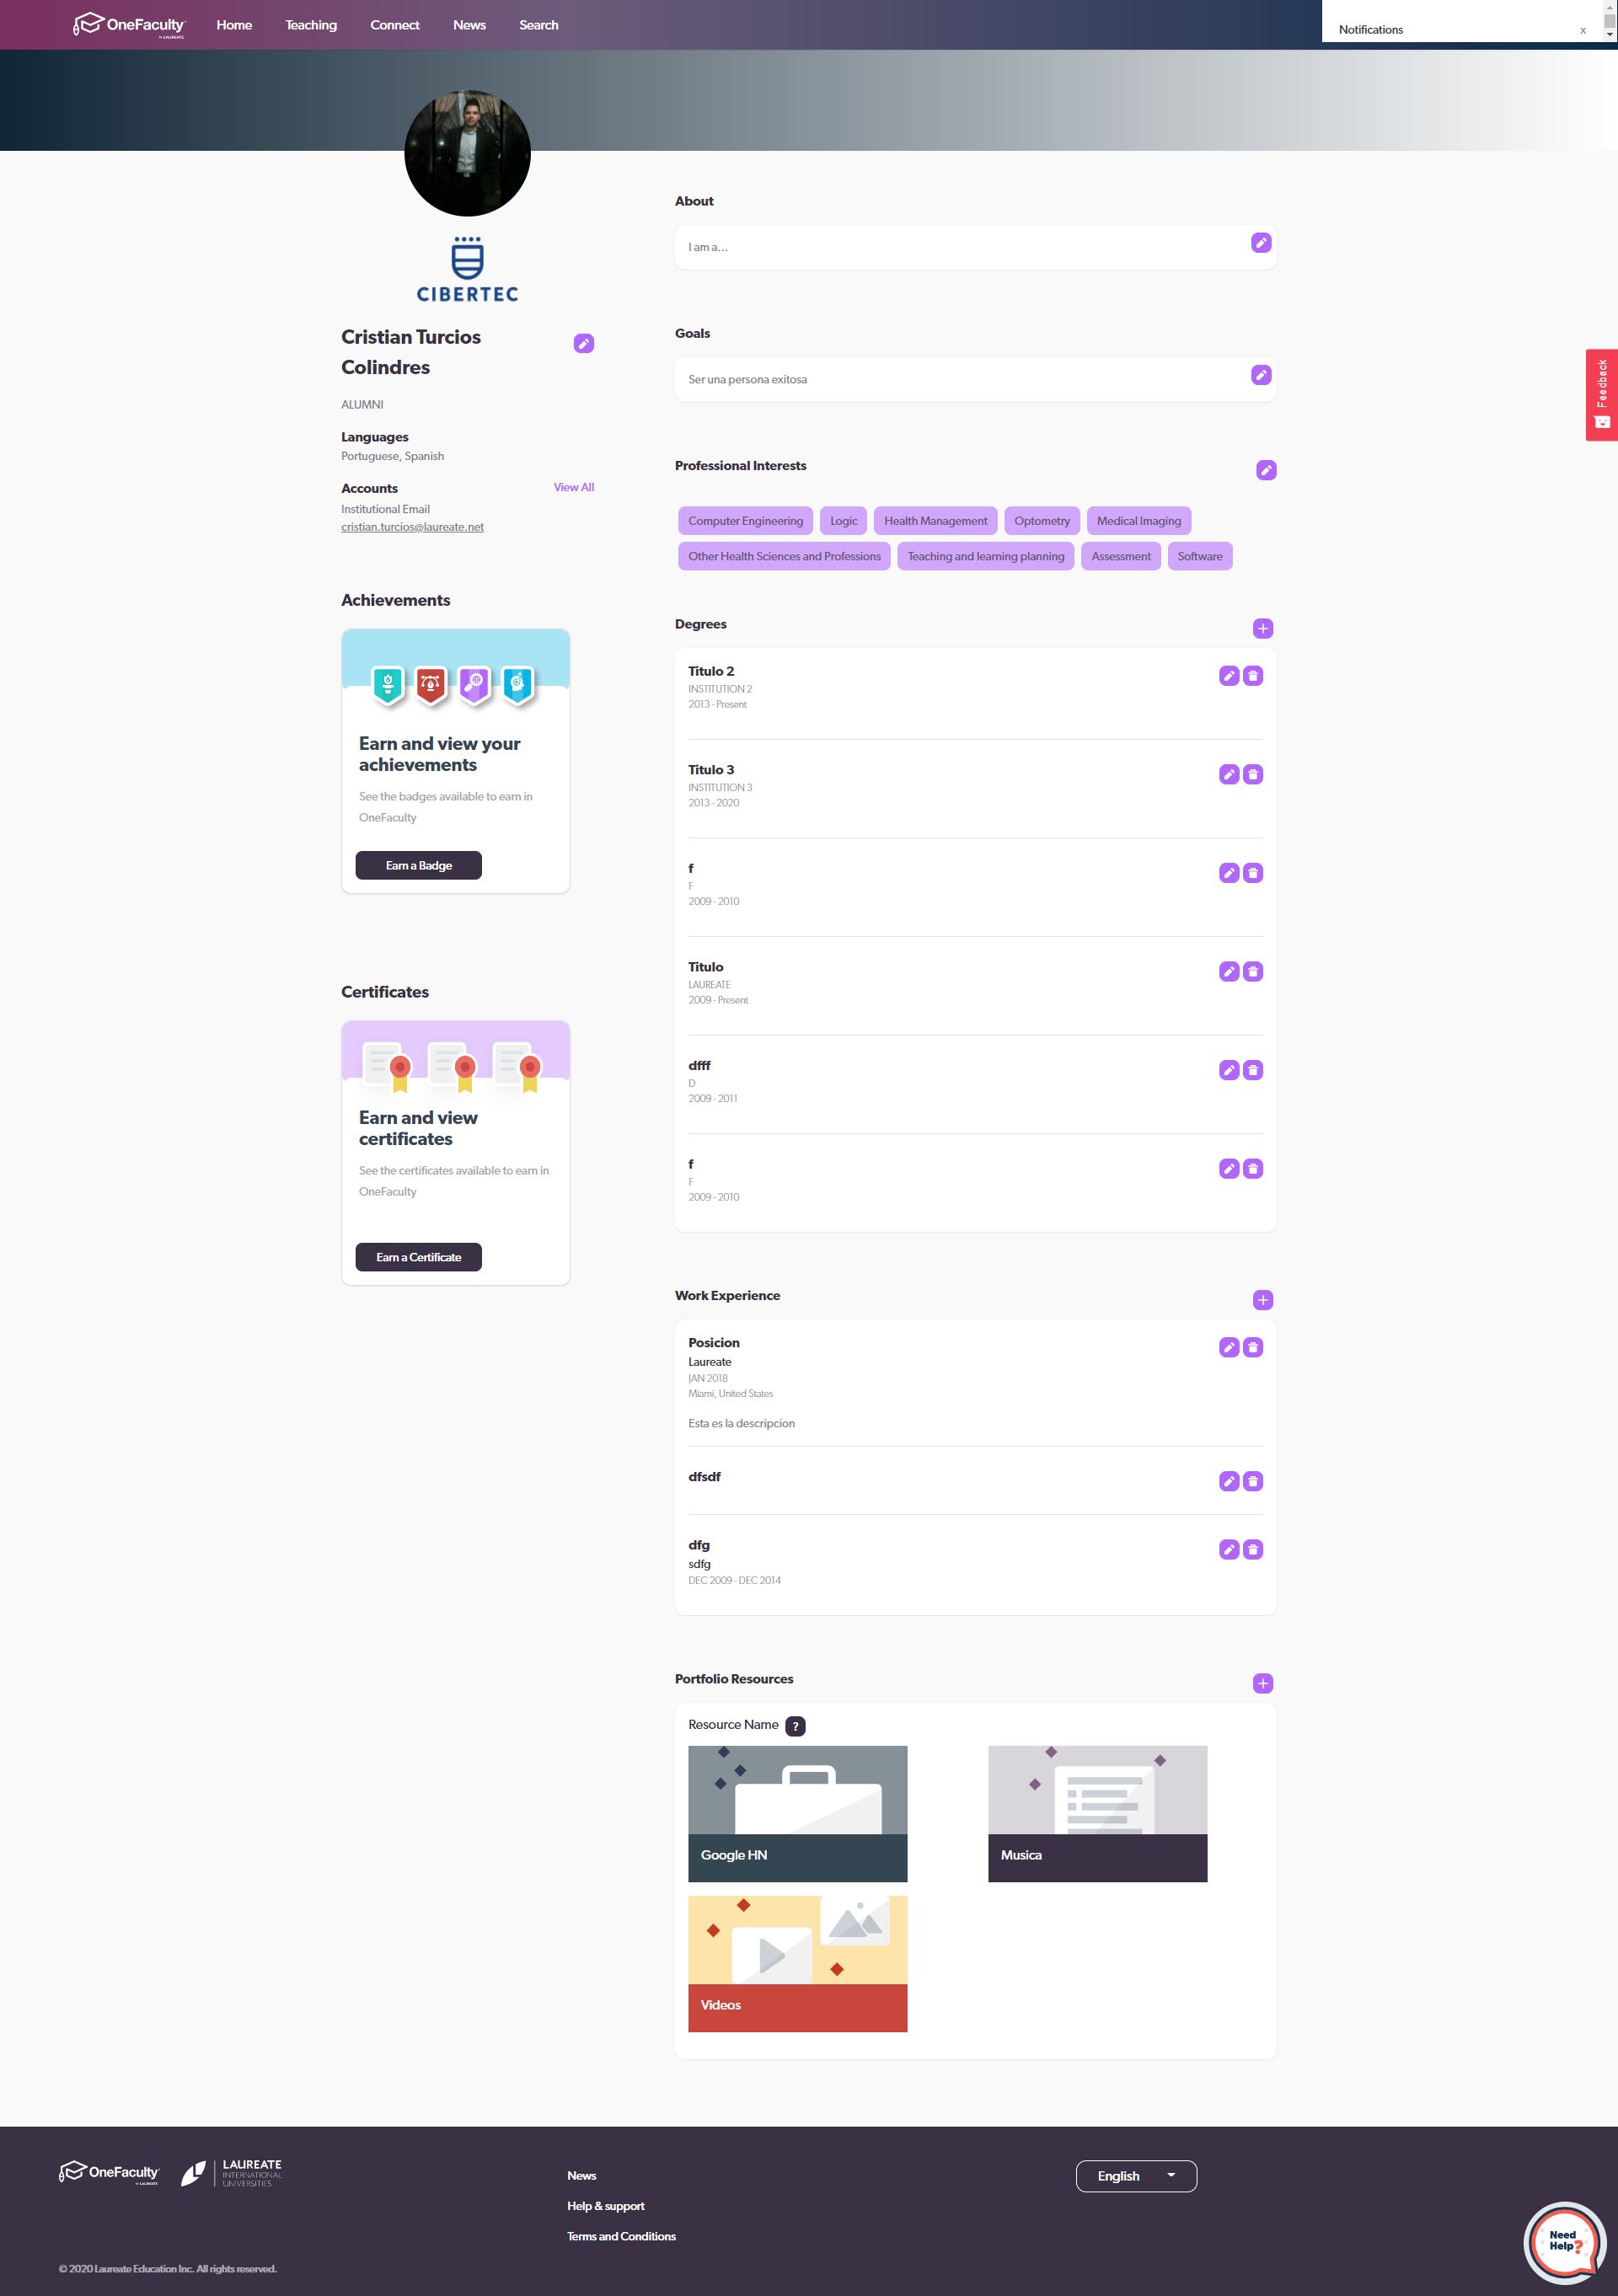 OneFaculty
by LAUREATE
Home
Teaching
Connect
News
Search
Notifications
x
CIBERTEC
Cristian Turcios
Colindres
ALUMNI
Languages
Portuguese, Spanish
Accounts
View All
Institutional Email
cristian.turcios@laureate.net
Achievements
Earn and view your
achievements
See the badges available to earn in
OneFaculty
Earn a Badge
Certificates
Earn and view
certificates
See the certificates available to earn in
OneFaculty
Earn a Certificate
About
I am a...
Goals
Ser una persona exitosa
Professional Interests
Computer Engineering
Logic
Health Management
Optometry
Medical Imaging
Other Health Sciences and Professions
Teaching and learning planning
Assessment
Software
Degrees
Titulo 2
INSTITUTION 2
2013 - Present
Titulo 3
INSTITUTION 3
2013 - 2020
f
F
2009 - 2010
Titulo
LAUREATE
2009 - Present
dfff
D
2009 - 2011
f
F
2009 - 2010
Work Experience
Posicion
Laureate
JAN 2018
Miami, United States
Esta es la descripcion
dfsdf
dfg
sdfg
DEC 2009 - DEC 2014
Portfolio Resources
Resource Name ?
Google HN
Musica
Videos
Feedback
OneFaculty
by LAUREATE
LAUREATE
INTERNATIONAL
UNIVERSITIES
News
Help & support
Terms and Conditions
English
Need
Help?
© 2020 Laureate Education Inc. All rights reserved.